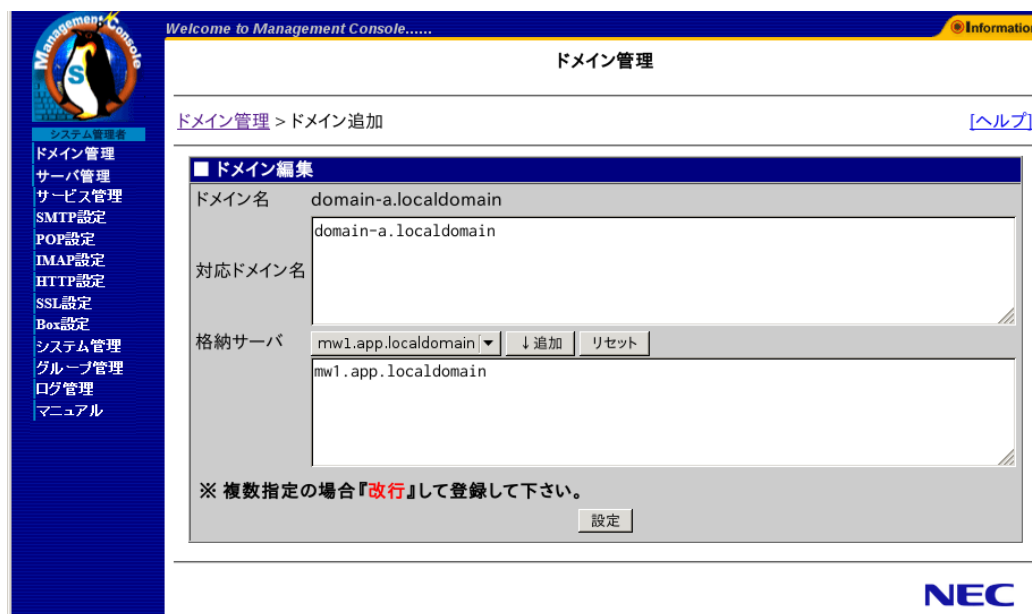 Management Console
S
Welcome to Management Console......
Informatio
ドメイン管理
ドメイン管理 > ドメイン追加
[ヘルプ]
システム管理者
ドメイン管理
サーバ管理
サービス管理
SMTP設定
POP設定
IMAP設定
HTTP設定
SSL設定
Box設定
システム管理
グループ管理
ログ管理
マニュアル
■ ドメイン編集
ドメイン名 domain-a.localdomain
対応ドメイン名
domain-a.localdomain
格納サーバ mw1.app.localdomain ↓追加 リセット
mw1.app.localdomain
※ 複数指定の場合『改行』して登録して下さい。
設定
NEC